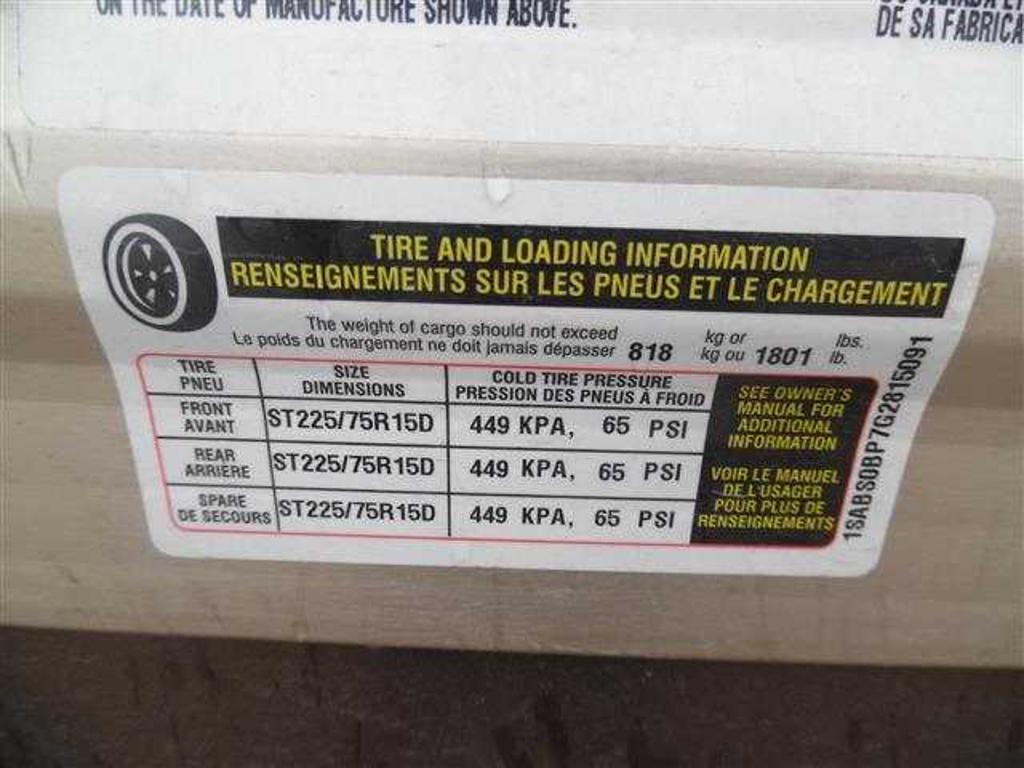 ON THE DATE OF MANUFACTURE SHOWN ABOVE.
DE SA FABRICA
TIRE AND LOADING INFORMATION
RENSEIGNEMENTS SUR LES PNEUS ET LE CHARGEMENT
The weight of cargo should not exceed kg or lbs.
Le poids du chargement ne doit jamais dépasser 818 kg ou 1801 lb.
TIRE SIZE COLD TIRE PRESSURE
PNEU DIMENSIONS PRESSION DES PNEUS À FROID
FRONT
AVANT ST225/75R15D 449 KPA, 65 PSI
REAR
ARRIÈRE ST225/75R15D 449 KPA, 65 PSI
SPARE
DE SECOURS ST225/75R15D 449 KPA, 65 PSI
SEE OWNER'S
MANUAL FOR
ADDITIONAL
INFORMATION
VOIR LE MANUEL
DE L'USAGER
POUR PLUS DE
RENSEIGNEMENTS
1SABS0BP7G2815091